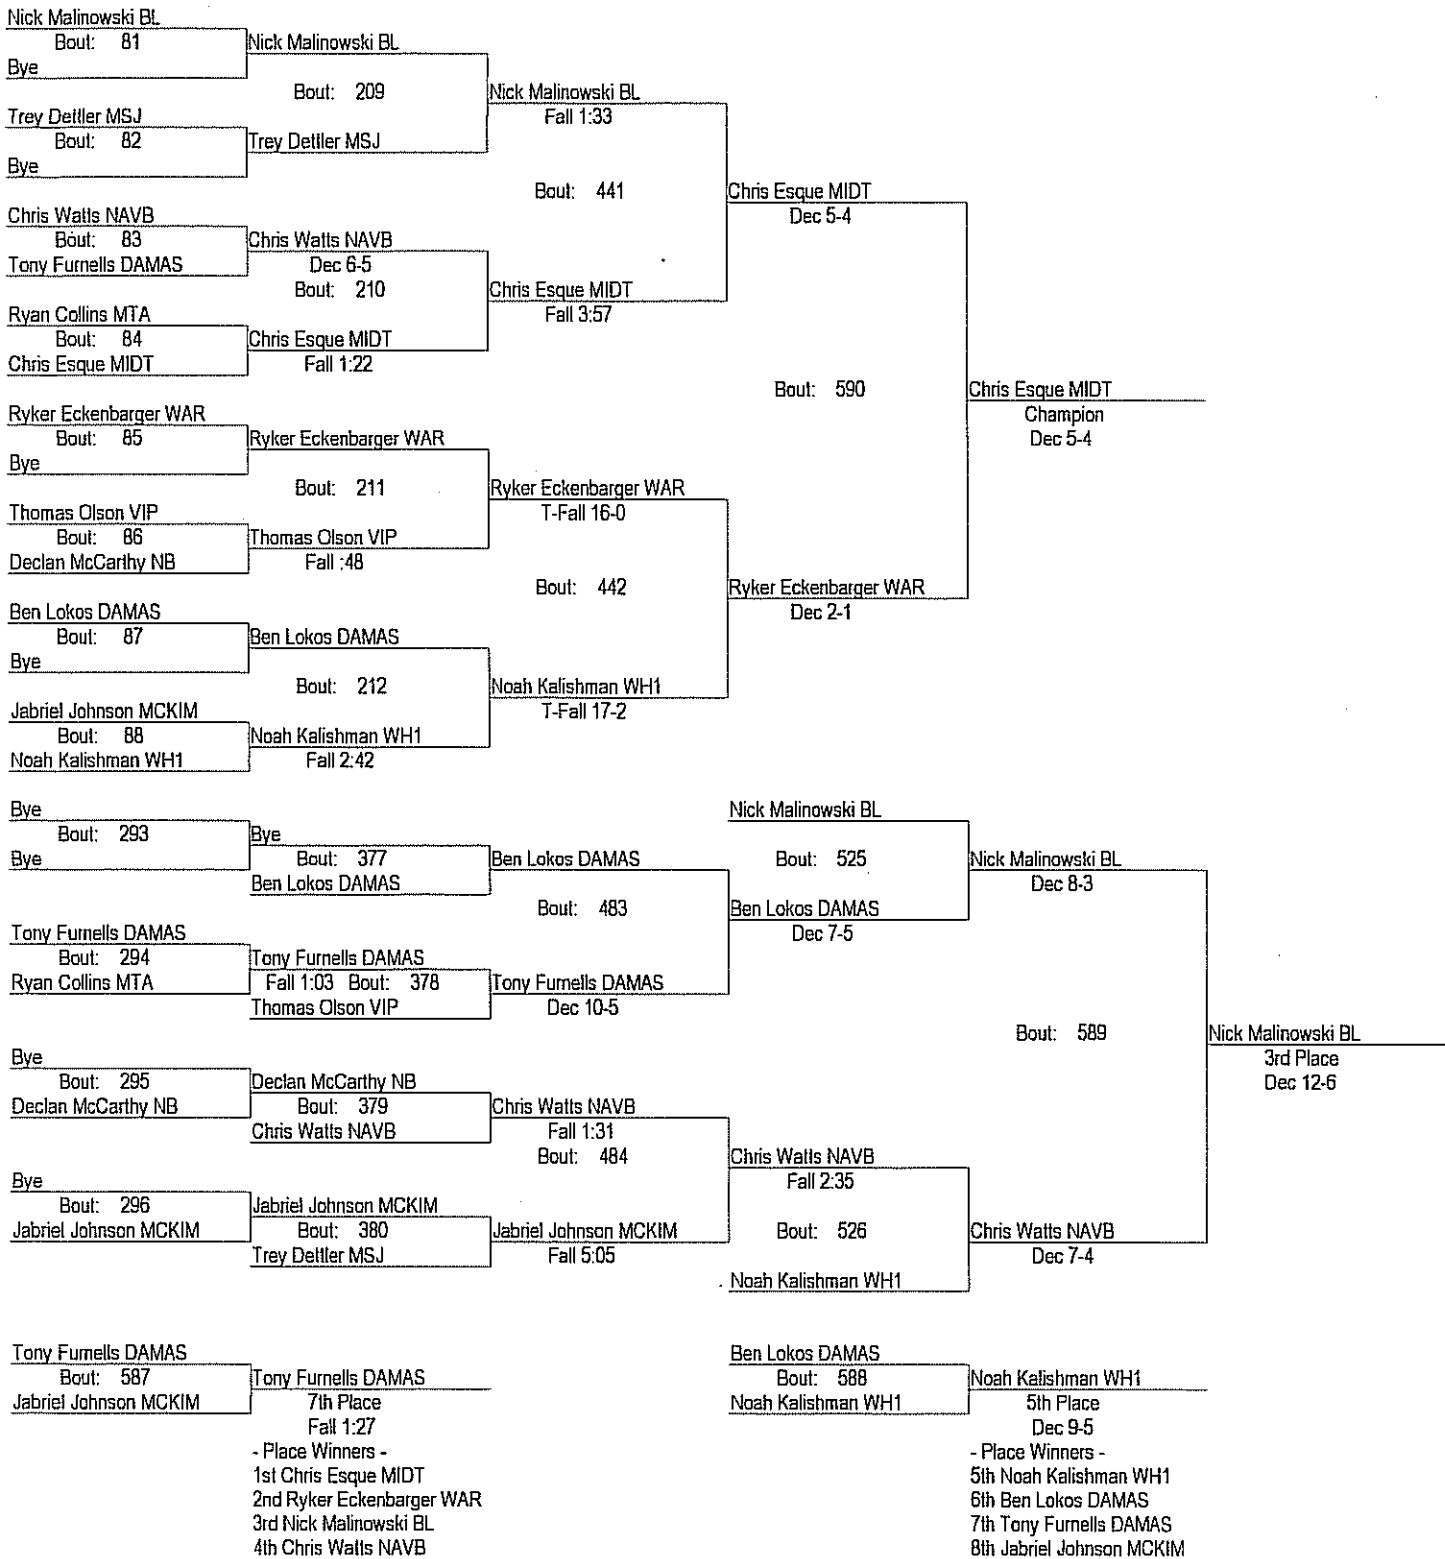 Nick Malinowski BL
Bout: 81
Bye
Nick Malinowski BL
Bout: 209
Trey Dettler MSJ
Bout: 82
Bye
Trey Dettler MSJ
Nick Malinowski BL
Fall 1:33
Bout: 441
Chris Watts NAVB
Bout: 83
Tony Furnells DAMAS
Chris Watts NAVB
Dec 6-5
Bout: 210
Ryan Collins MTA
Bout: 84
Chris Esque MIDT
Chris Esque MIDT
Fall 1:22
Chris Esque MIDT
Fall 3:57
Chris Esque MIDT
Dec 5-4
Bout: 590
Chris Esque MIDT
Champion
Dec 5-4
Ryker Eckenbarger WAR
Bout: 85
Bye
Ryker Eckenbarger WAR
Bout: 211
Thomas Olson VIP
Bout: 86
Declan McCarthy NB
Thomas Olson VIP
Fall :48
Ryker Eckenbarger WAR
T-Fall 16-0
Bout: 442
Ryker Eckenbarger WAR
Dec 2-1
Ben Lokos DAMAS
Bout: 87
Bye
Ben Lokos DAMAS
Bout: 212
Jabriel Johnson MCKIM
Bout: 88
Noah Kalishman WH1
Noah Kalishman WH1
Fall 2:42
Noah Kalishman WH1
T-Fall 17-2
Bye
Bout: 293
Bye
Bye
Bout: 377
Ben Lokos DAMAS
Ben Lokos DAMAS
Bout: 483
Tony Furnells DAMAS
Bout: 294
Ryan Collins MTA
Tony Furnells DAMAS
Fall 1:03 Bout: 378
Thomas Olson VIP
Tony Furnells DAMAS
Dec 10-5
Nick Malinowski BL
Bout: 525
Ben Lokos DAMAS
Dec 7-5
Nick Malinowski BL
Dec 8-3
Bout: 589
Nick Malinowski BL
3rd Place
Dec 12-6
Bye
Bout: 295
Declan McCarthy NB
Declan McCarthy NB
Bout: 379
Chris Watts NAVB
Chris Watts NAVB
Fall 1:31
Bout: 484
Bye
Bout: 296
Jabriel Johnson MCKIM
Jabriel Johnson MCKIM
Bout: 380
Trey Dettler MSJ
Jabriel Johnson MCKIM
Fall 5:05
Chris Watts NAVB
Fall 2:35
Bout: 526
Noah Kalishman WH1
Chris Watts NAVB
Dec 7-4
Tony Furnells DAMAS
Bout: 587
Jabriel Johnson MCKIM
Tony Furnells DAMAS
7th Place
Fall 1:27
- Place Winners -
1st Chris Esque MIDT
2nd Ryker Eckenbarger WAR
3rd Nick Malinowski BL
4th Chris Watts NAVB
Ben Lokos DAMAS
Bout: 588
Noah Kalishman WH1
Noah Kalishman WH1
5th Place
Dec 9-5
- Place Winners -
5th Noah Kalishman WH1
6th Ben Lokos DAMAS
7th Tony Furnells DAMAS
8th Jabriel Johnson MCKIM